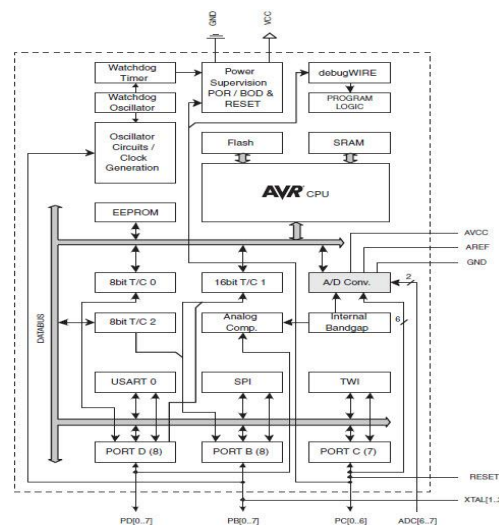 GND
VCC
Watchdog
Timer
Power
Supervision
POR / BOD &
RESET
debugWIRE
Watchdog
Oscillator
PROGRAM
LOGIC
Oscillator
Circuits /
Clock
Generation
Flash
SRAM
AVR CPU
EEPROM
AVCC
AREF
GND
8bit T/C 0
16bit T/C 1
A/D Conv.
2
DATABUS
8bit T/C 2
Analog
Comp.
Internal
Bandgap
6
USART 0
SPI
TWI
PORT D (8)
PORT B (8)
PORT C (7)
RESET
PD[0..7]
PB[0..7]
PC[0..6]
ADC[6..7]